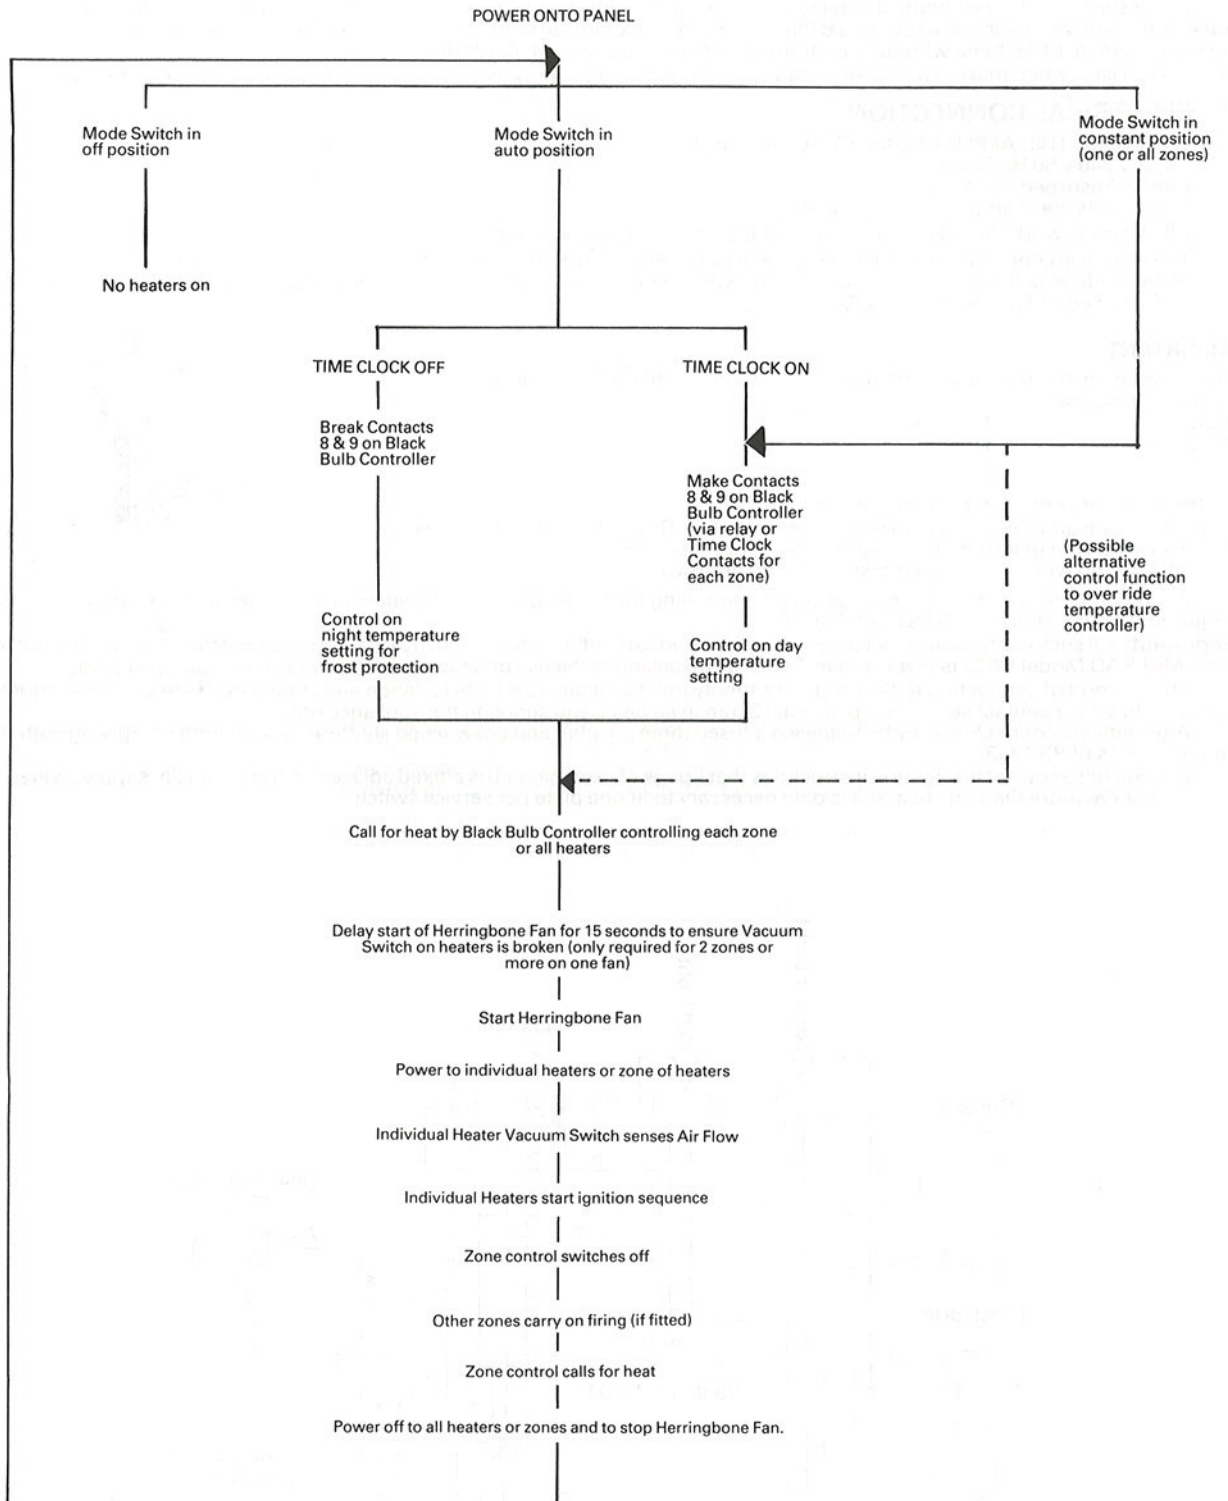 POWER ONTO PANEL
Mode Switch in
off position
Mode Switch in
auto position
Mode Switch in
constant position
(one or all zones)
No heaters on
TIME CLOCK OFF
TIME CLOCK ON
Break Contacts
8 & 9 on Black
Bulb Controller
Make Contacts
8 & 9 on Black
Bulb Controller
(via relay or
Time Clock
Contacts for
each zone)
(Possible
alternative
control function
to over ride
temperature
controller)
Control on
night temperature
setting for
frost protection
Control on day
temperature
setting
Call for heat by Black Bulb Controller controlling each zone
or all heaters
Delay start of Herringbone Fan for 15 seconds to ensure Vacuum
Switch on heaters is broken (only required for 2 zones or
more on one fan)
Start Herringbone Fan
Power to individual heaters or zone of heaters
Individual Heater Vacuum Switch senses Air Flow
Individual Heaters start ignition sequence
Zone control switches off
Other zones carry on firing (if fitted)
Zone control calls for heat
Power off to all heaters or zones and to stop Herringbone Fan.